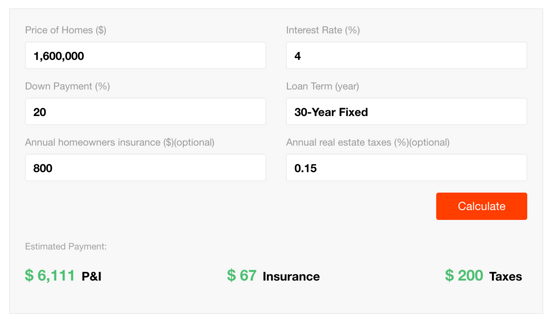 Price of Homes ($) Interest Rate (%)
1,600,000 4
Down Payment (%) Loan Term (year)
20 30-Year Fixed
Annual homeowners insurance ($)(optional) Annual real estate taxes (%)(optional)
800 0.15
Calculate
Estimated Payment:
$ 6,111 P&I $ 67 Insurance $ 200 Taxes